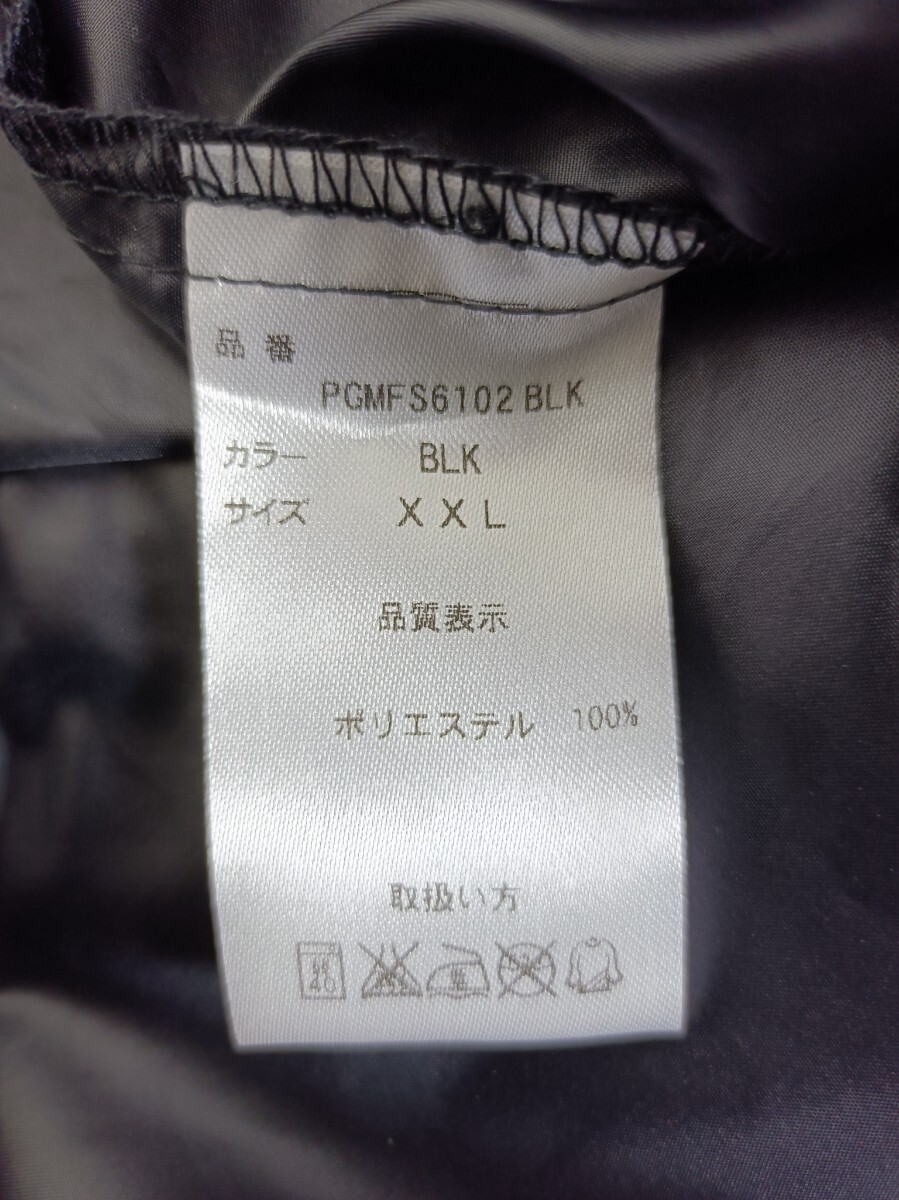 品番
PGMFS6102 BLK
カラー BLK
サイズ XXL
品質表示
ポリエステル 100%
取扱い方
40